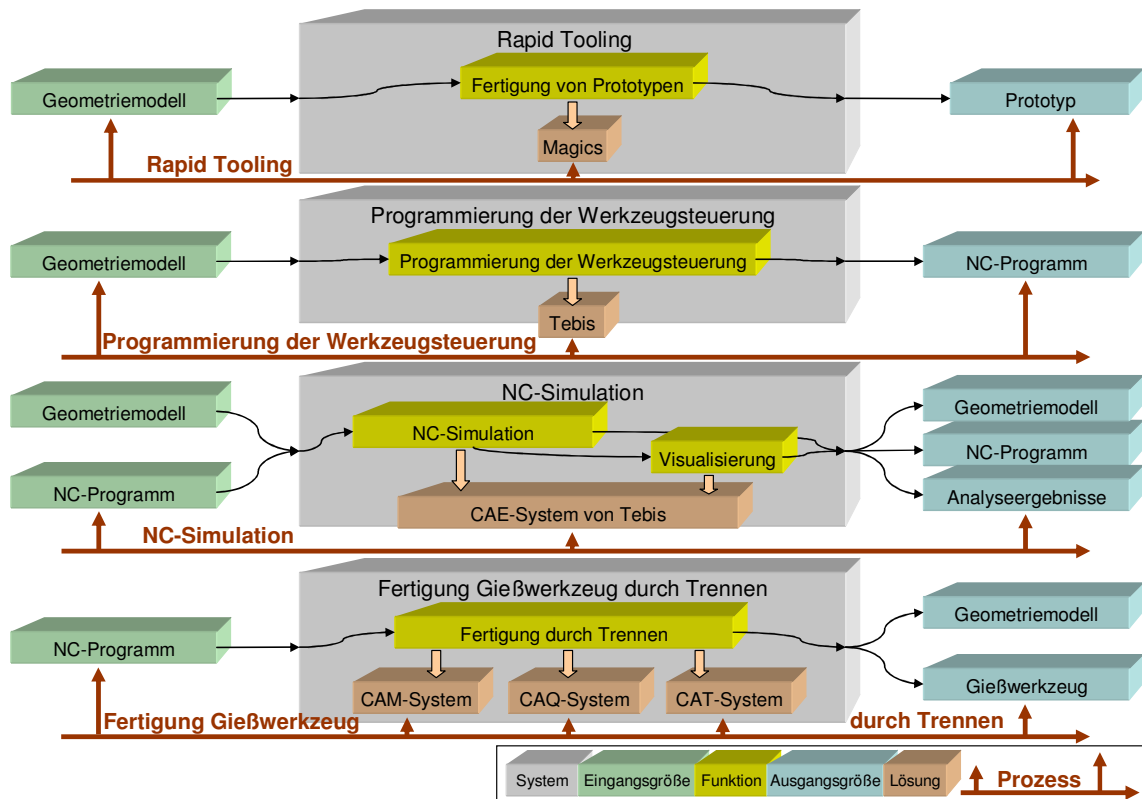 Rapid Tooling
Geometriemodell
Fertigung von Prototypen
Prototyp
Magics
Rapid Tooling
Programmierung der Werkzeugsteuerung
Geometriemodell
Programmierung der Werkzeugsteuerung
NC-Programm
Tebis
Programmierung der Werkzeugsteuerung
NC-Simulation
Geometriemodell
NC-Programm
NC-Simulation
Visualisierung
CAE-System von Tebis
Geometriemodell
NC-Programm
Analyseergebnisse
NC-Simulation
Fertigung Gießwerkzeug durch Trennen
NC-Programm
Fertigung durch Trennen
Geometriemodell
Gießwerkzeug
CAM-System
CAQ-System
CAT-System
Fertigung Gießwerkzeug durch Trennen
System
Eingangsgröße
Funktion
Ausgangsgröße
Lösung
Prozess